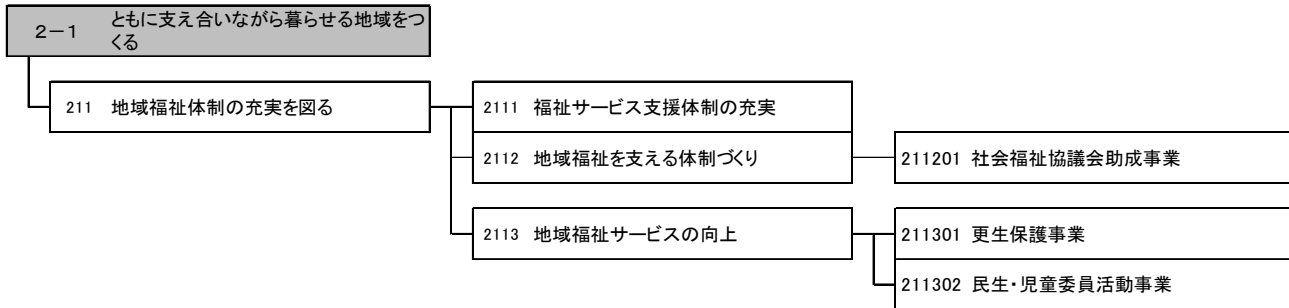 2－1 ともに支え合いながら暮らせる地域をつ
くる
211 地域福祉体制の充実を図る
2111 福祉サービス支援体制の充実
2112 地域福祉を支える体制づくり
211201 社会福祉協議会助成事業
2113 地域福祉サービスの向上
211301 更生保護事業
211302 民生・児童委員活動事業